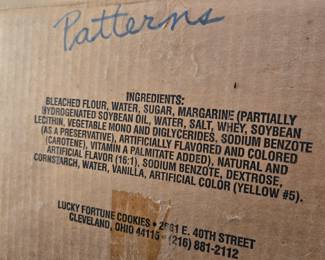 Patterns
INGREDIENTS:
BLEACHED FLOUR, WATER, SUGAR, MARGARINE (PARTIALLY
HYDROGENATED SOYBEAN OIL, WATER, SALT, WHEY, SOYBEAN
LECITHIN, VEGETABLE MONO AND DIGLYCERIDES, SODIUM BENZOTE
(AS A PRESERVATIVE), ARTIFICIALLY FLAVORED AND COLORED
(CAROTENE), VITAMIN A PALMITATE ADDED), NATURAL AND
ARTIFICIAL FLAVOR (16:1), SODIUM BENZOTE, DEXTROSE,
CORNSTARCH, WATER, VANILLA, ARTIFICIAL COLOR (YELLOW #5).
LUCKY FORTUNE COOKIES • E. 40TH STREET
CLEVELAND, OHIO 44115 • (216) 881-2112